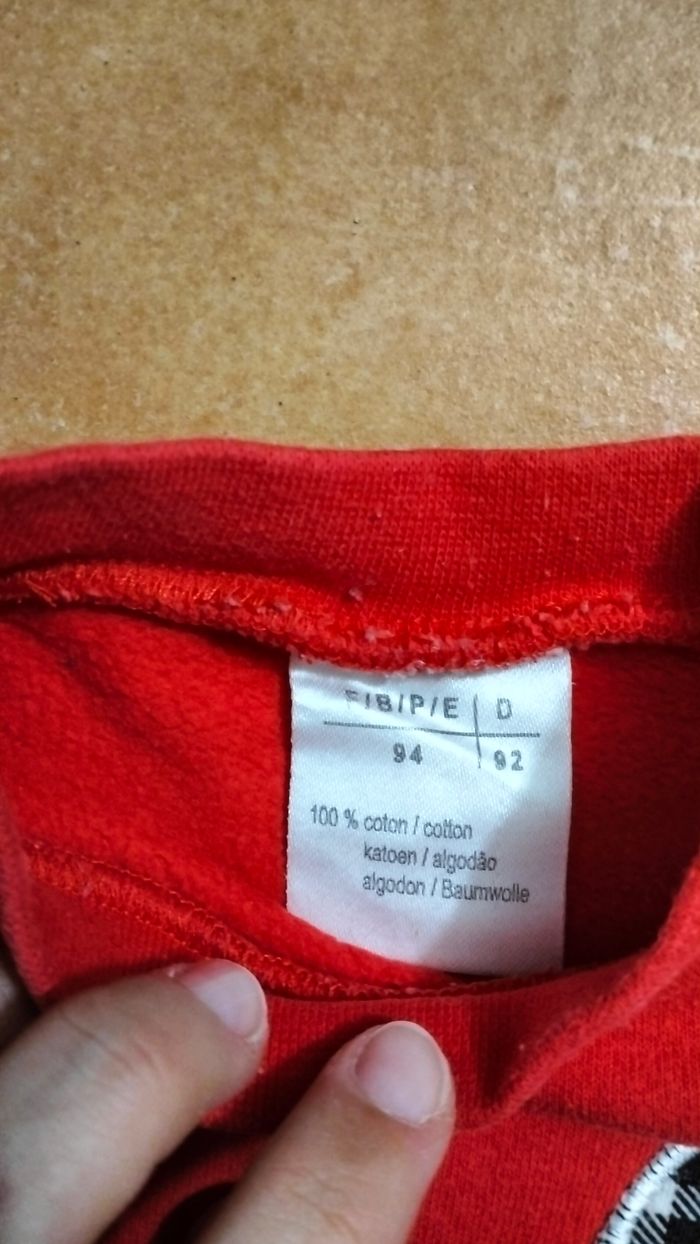 F/B/P/E | D
94 | 92
100 % coton / cotton
katoen / algodão
algodon / Baumwolle